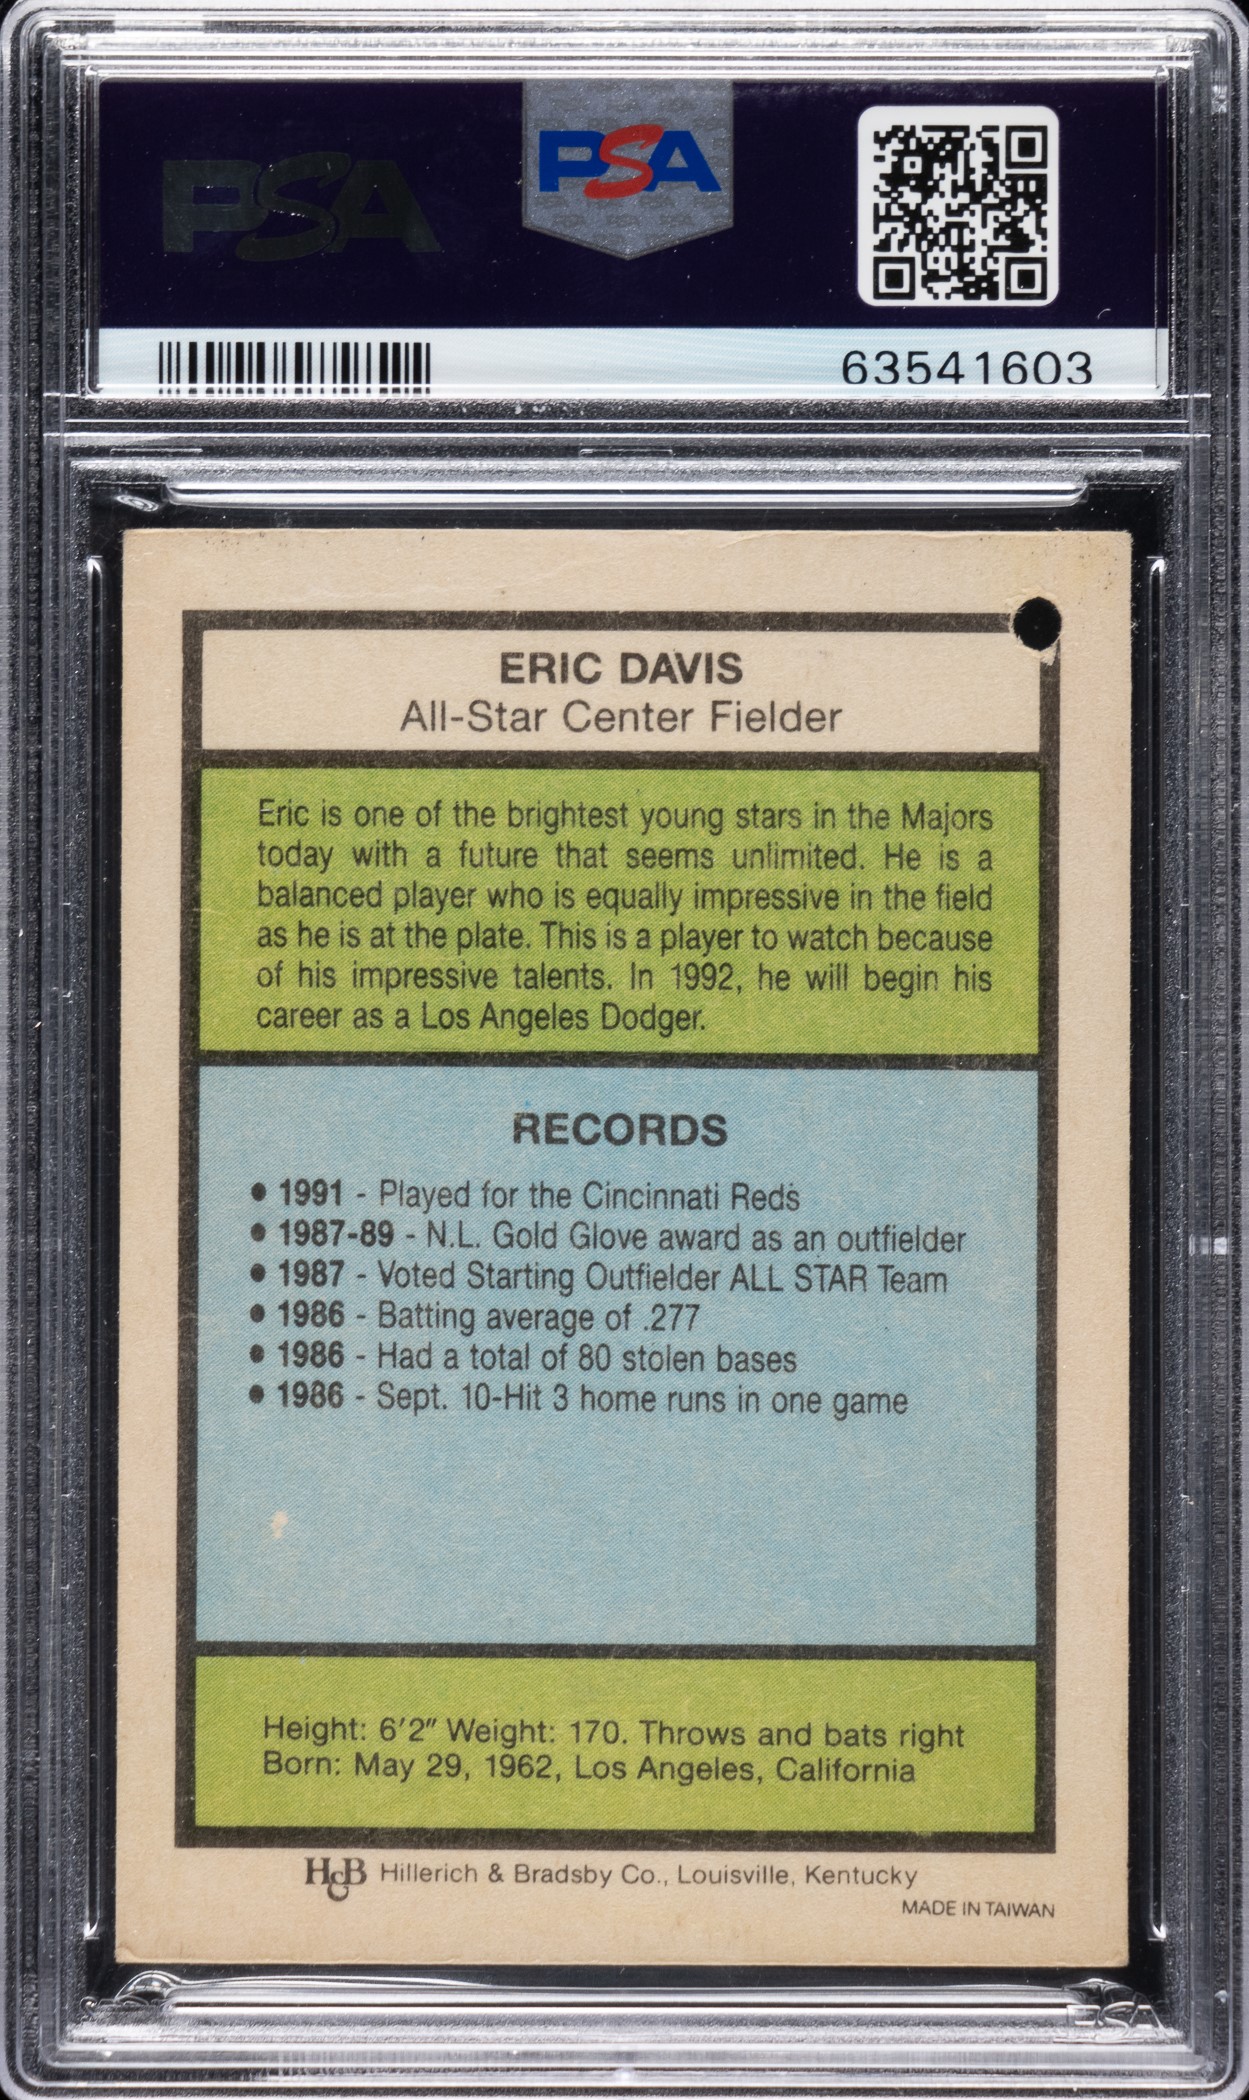 PSA
PSA
63541603
ERIC DAVIS
All-Star Center Fielder
Eric is one of the brightest young stars in the Majors
today with a future that seems unlimited. He is a
balanced player who is equally impressive in the field
as he is at the plate. This is a player to watch because
of his impressive talents. In 1992, he will begin his
career as a Los Angeles Dodger.
RECORDS
• 1991 - Played for the Cincinnati Reds
• 1987-89 - N.L. Gold Glove award as an outfielder
• 1987 - Voted Starting Outfielder ALL STAR Team
• 1986 - Batting average of .277
• 1986 - Had a total of 80 stolen bases
• 1986 - Sept. 10-Hit 3 home runs in one game
Height: 6'2" Weight: 170. Throws and bats right
Born: May 29, 1962, Los Angeles, California
H&B Hillerich & Bradsby Co., Louisville, Kentucky
MADE IN TAIWAN
PSA